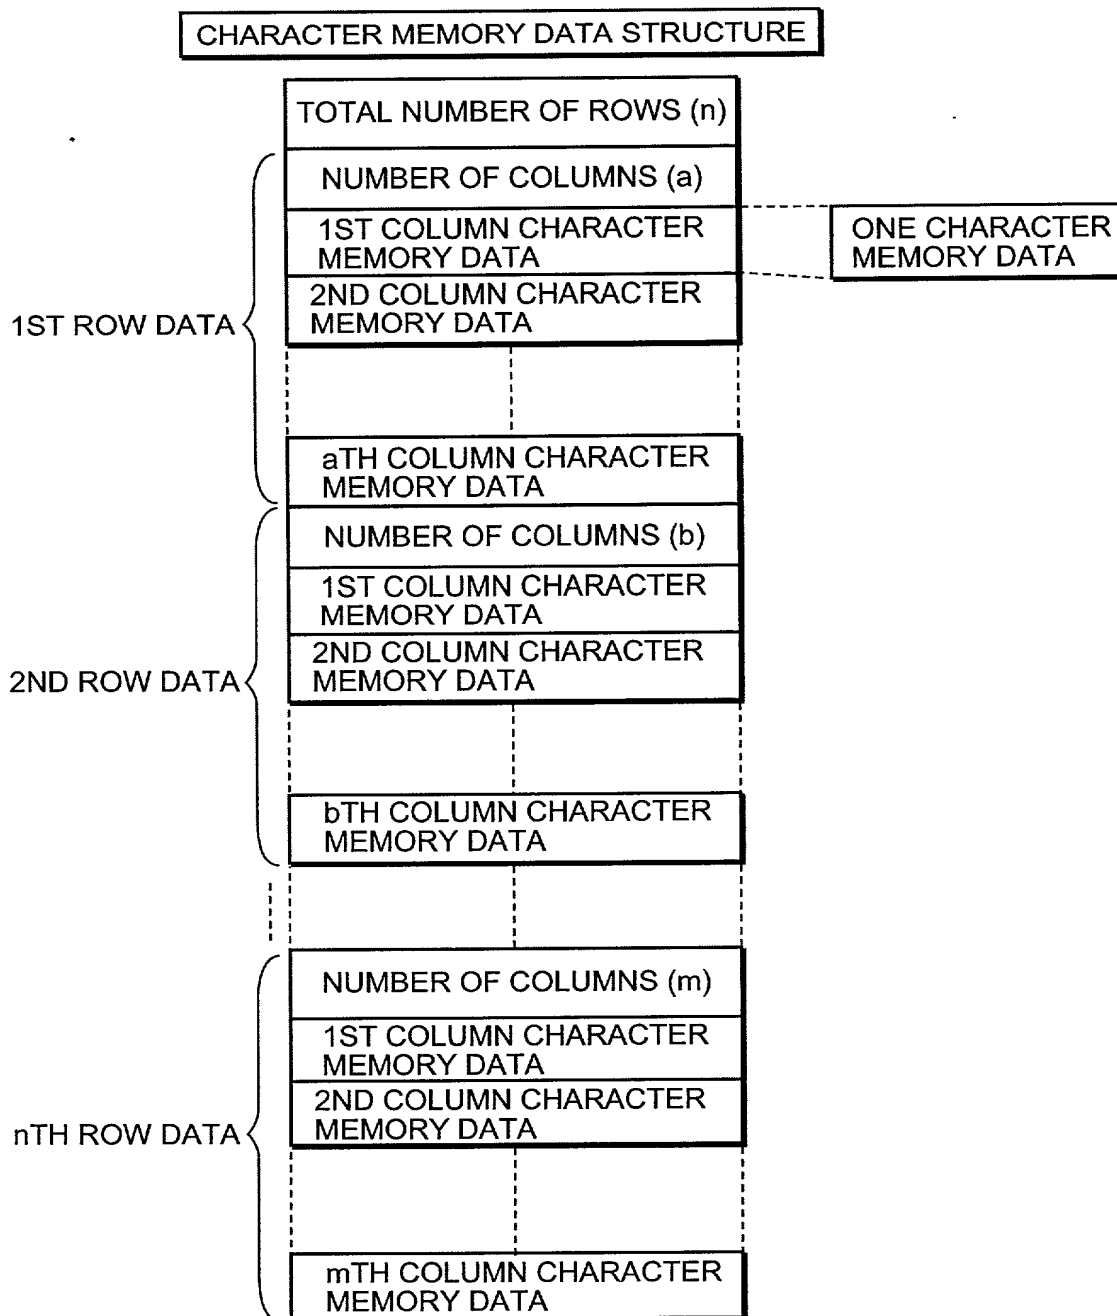 CHARACTER MEMORY DATA STRUCTURE
TOTAL NUMBER OF ROWS (n)
NUMBER OF COLUMNS (a)
1ST COLUMN CHARACTER
MEMORY DATA
ONE CHARACTER
MEMORY DATA
2ND COLUMN CHARACTER
MEMORY DATA
1ST ROW DATA
aTH COLUMN CHARACTER
MEMORY DATA
NUMBER OF COLUMNS (b)
1ST COLUMN CHARACTER
MEMORY DATA
2ND COLUMN CHARACTER
MEMORY DATA
2ND ROW DATA
bTH COLUMN CHARACTER
MEMORY DATA
NUMBER OF COLUMNS (m)
1ST COLUMN CHARACTER
MEMORY DATA
2ND COLUMN CHARACTER
MEMORY DATA
nTH ROW DATA
mTH COLUMN CHARACTER
MEMORY DATA